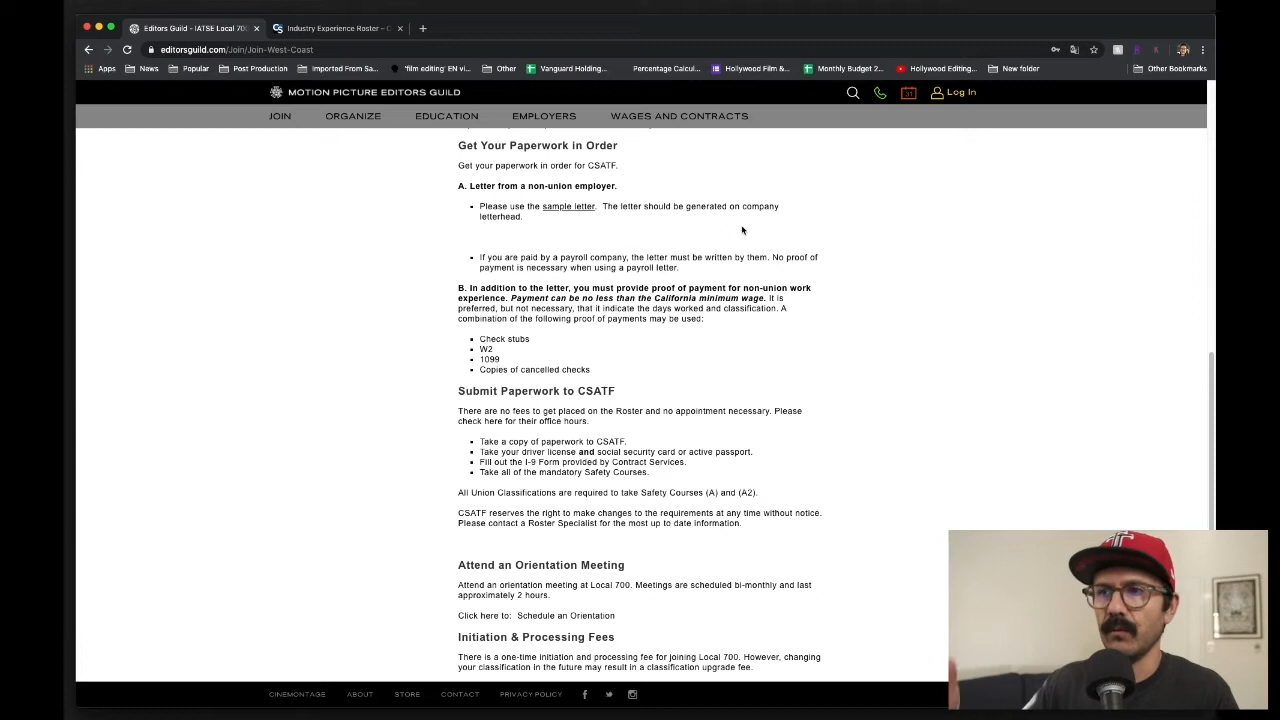 Editors Guild - IATSE Local 700
Industry Experience Roster – C
editorsguild.com/Join/Join-West-Coast
Apps
News
Popular
Post Production
Imported From Sa...
'film editing' EN vi...
Other
Vanguard Holding...
Percentage Calcul...
Hollywood Film &...
Monthly Budget 2...
Hollywood Editing...
New folder
Other Bookmarks
MOTION PICTURE EDITORS GUILD
31
Log In
JOIN
ORGANIZE
EDUCATION
EMPLOYERS
WAGES AND CONTRACTS
Get Your Paperwork in Order
Get your paperwork in order for CSATF.
A. Letter from a non-union employer.
Please use the sample letter. The letter should be generated on company
letterhead.
If you are paid by a payroll company, the letter must be written by them. No proof of
payment is necessary when using a payroll letter.
B. In addition to the letter, you must provide proof of payment for non-union work
experience. Payment can be no less than the California minimum wage. It is
preferred, but not necessary, that it indicate the days worked and classification. A
combination of the following proof of payments may be used:
Check stubs
W2
1099
Copies of cancelled checks
Submit Paperwork to CSATF
There are no fees to get placed on the Roster and no appointment necessary. Please
check here for their office hours.
Take a copy of paperwork to CSATF.
Take your driver license and social security card or active passport.
Fill out the I-9 Form provided by Contract Services.
Take all of the mandatory Safety Courses.
All Union Classifications are required to take Safety Courses (A) and (A2).
CSATF reserves the right to make changes to the requirements at any time without notice.
Please contact a Roster Specialist for the most up to date information.
Attend an Orientation Meeting
Attend an orientation meeting at Local 700. Meetings are scheduled bi-monthly and last
approximately 2 hours.
Click here to: Schedule an Orientation
Initiation & Processing Fees
There is a one-time initiation and processing fee for joining Local 700. However, changing
your classification in the future may result in a classification upgrade fee.
CINEMONTAGE
ABOUT
STORE
CONTACT
PRIVACY POLICY